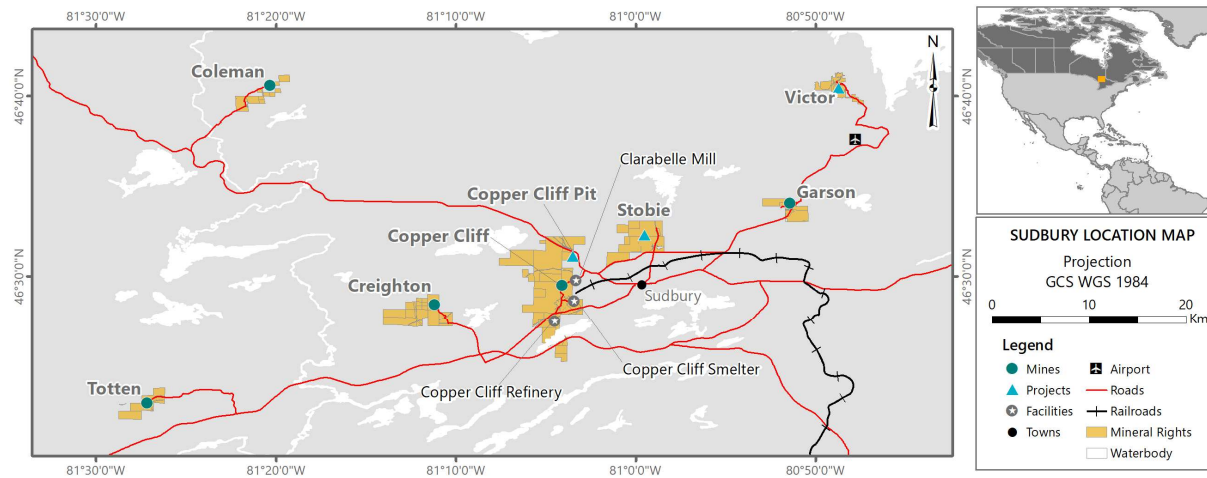 81°30'0"W 81°20'0"W 81°10'0"W 81°0'0"W 80°50'0"W
46°40'0"N
46°30'0"N
N
Coleman
Victor
Clarabelle Mill
Copper Cliff Pit
Garson
Stobie
Copper Cliff
Creighton
Sudbury
Copper Cliff Smelter
Totten
Copper Cliff Refinery
46°40'0"N
46°30'0"N
81°30'0"W 81°20'0"W 81°10'0"W 81°0'0"W 80°50'0"W
SUDBURY LOCATION MAP
Projection
GCS WGS 1984
0 10 20
Km
Legend
Mines
Projects
Facilities
Towns
Airport
Roads
Railroads
Mineral Rights
Waterbody